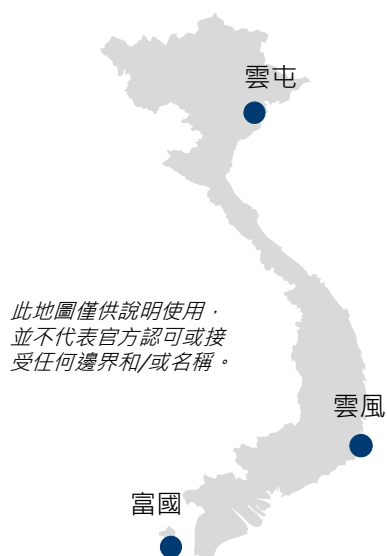 雲屯
此地圖僅供說明使用，
並不代表官方認可或接
受任何邊界和/或名稱。
雲風
富國